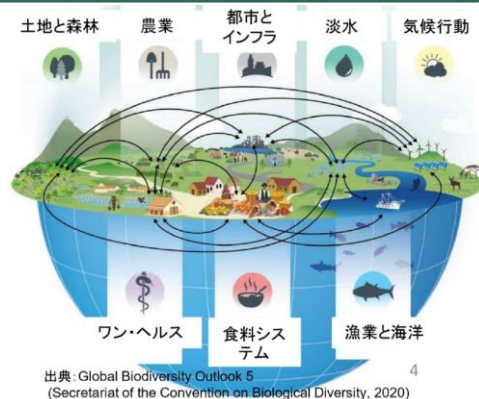 土地と森林
農業
都市と
インフラ
淡水
気候行動
ワン・ヘルス
食料シス
テム
漁業と海洋
4
出典：Global Biodiversity Outlook 5
(Secretariat of the Convention on Biological Diversity, 2020)